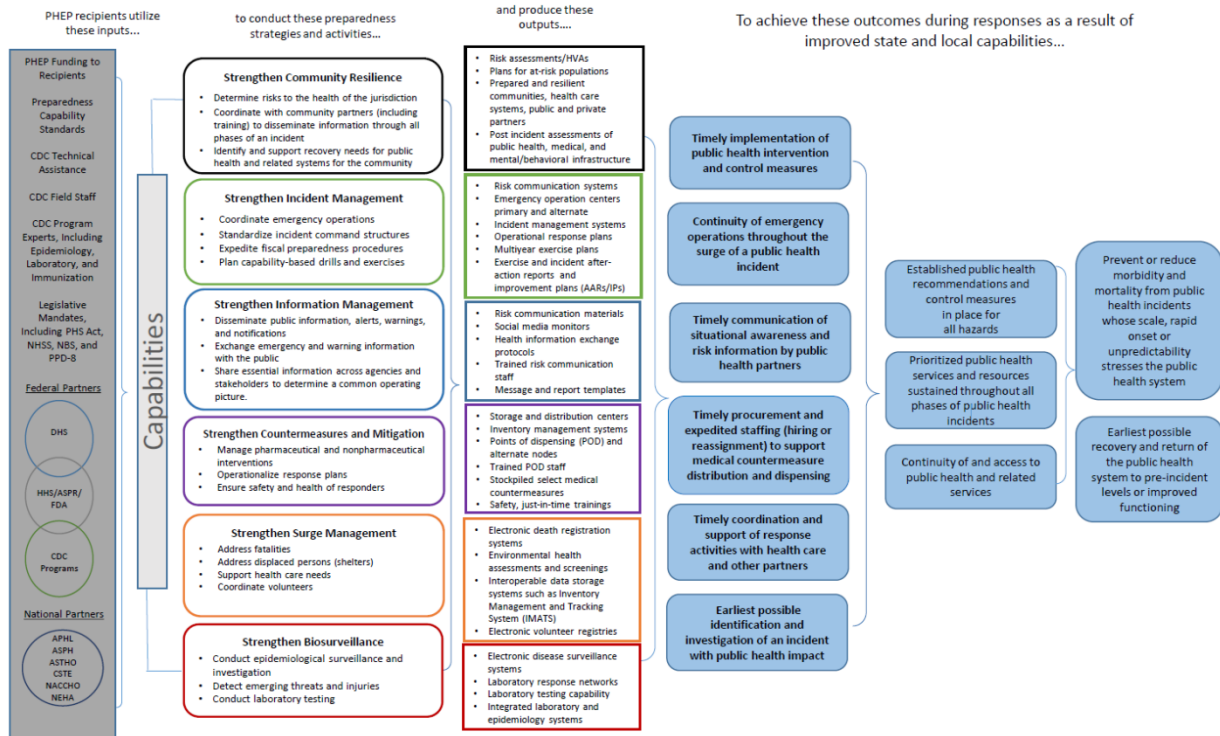 PHEP recipients utilize
these inputs...
to conduct these preparedness
strategies and activities...
and produce these
outputs....
To achieve these outcomes during responses as a result of
improved state and local capabilities...
PHEP Funding to
Recipients
Preparedness
Capability
Standards
CDC Technical
Assistance
CDC Field Staff
CDC Program
Experts, Including
Epidemiology,
Laboratory, and
Immunization
Legislative
Mandates,
Including PHS Act,
NHSS, NBS, and
PPD-8
Federal Partners
DHS
HHS/ASPR/
FDA
CDC
Programs
National Partners
APHL
ASPH
ASTHO
CSTE
NACCHO
NEHA
Capabilities
Strengthen Community Resilience
• Determine risks to the health of the jurisdiction
• Coordinate with community partners (including
training) to disseminate information through all
phases of an incident
• Identify and support recovery needs for public
health and related systems for the community
Strengthen Incident Management
• Coordinate emergency operations
• Standardize incident command structures
• Expedite fiscal preparedness procedures
• Plan capability-based drills and exercises
Strengthen Information Management
• Disseminate public information, alerts, warnings,
and notifications
• Exchange emergency and warning information
with the public
• Share essential information across agencies and
stakeholders to determine a common operating
picture.
Strengthen Countermeasures and Mitigation
• Manage pharmaceutical and nonpharmaceutical
interventions
• Operationalize response plans
• Ensure safety and health of responders
Strengthen Surge Management
• Address fatalities
• Address displaced persons (shelters)
• Support health care needs
• Coordinate volunteers
Strengthen Biosurveillance
• Conduct epidemiological surveillance and
investigation
• Detect emerging threats and injuries
• Conduct laboratory testing
• Risk assessments/HVAs
• Plans for at-risk populations
• Prepared and resilient
communities, health care
systems, public and private
partners
• Post incident assessments of
public health, medical, and
mental/behavioral infrastructure
• Risk communication systems
• Emergency operation centers
primary and alternate
• Incident management systems
• Operational response plans
• Multiyear exercise plans
• Exercise and incident after-
action reports and
improvement plans (AARs/IPs)
• Risk communication materials
• Social media monitors
• Health information exchange
protocols
• Trained risk communication
staff
• Message and report templates
• Storage and distribution centers
• Inventory management systems
• Points of dispensing (POD) and
alternate nodes
• Trained POD staff
• Stockpiled select medical
countermeasures
• Safety, just-in-time trainings
• Electronic death registration
systems
• Environmental health
assessments and screenings
• Interoperable data storage
systems such as Inventory
Management and Tracking
System (IMATS)
• Electronic volunteer registries
• Electronic disease surveillance
systems
• Laboratory response networks
• Laboratory testing capability
• Integrated laboratory and
epidemiology systems
Timely implementation of
public health intervention
and control measures
Continuity of emergency
operations throughout the
surge of a public health
incident
Timely communication of
situational awareness and
risk information by public
health partners
Timely procurement and
expedited staffing (hiring or
reassignment) to support
medical countermeasure
distribution and dispensing
Timely coordination and
support of response
activities with health care
and other partners
Earliest possible
identification and
investigation of an incident
with public health impact
Established public health
recommendations and
control measures
in place for
all hazards
Prioritized public health
services and resources
sustained throughout all
phases of public health
incidents
Continuity of and access to
public health and related
services
Prevent or reduce
morbidity and
mortality from public
health incidents
whose scale, rapid
onset or
unpredictability
stresses the public
health system
Earliest possible
recovery and return of
the public health
system to pre-incident
levels or improved
functioning